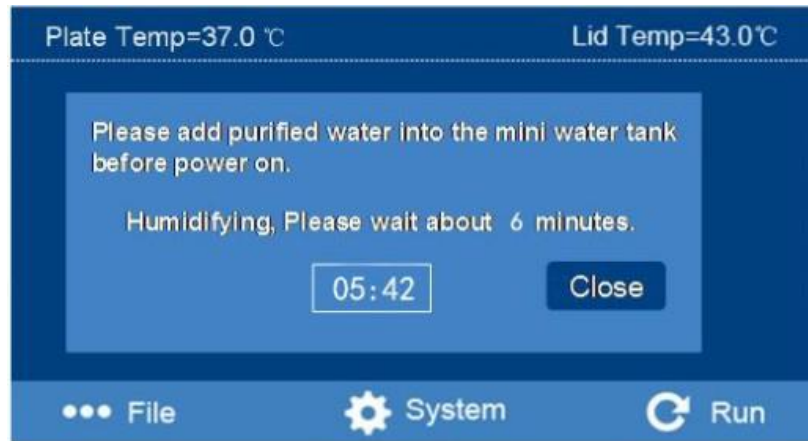 Plate Temp=37.0 ℃
Lid Temp=43.0℃
Please add purified water into the mini water tank
before power on.
Humidifying, Please wait about 6 minutes.
05:42
Close
File
System
Run